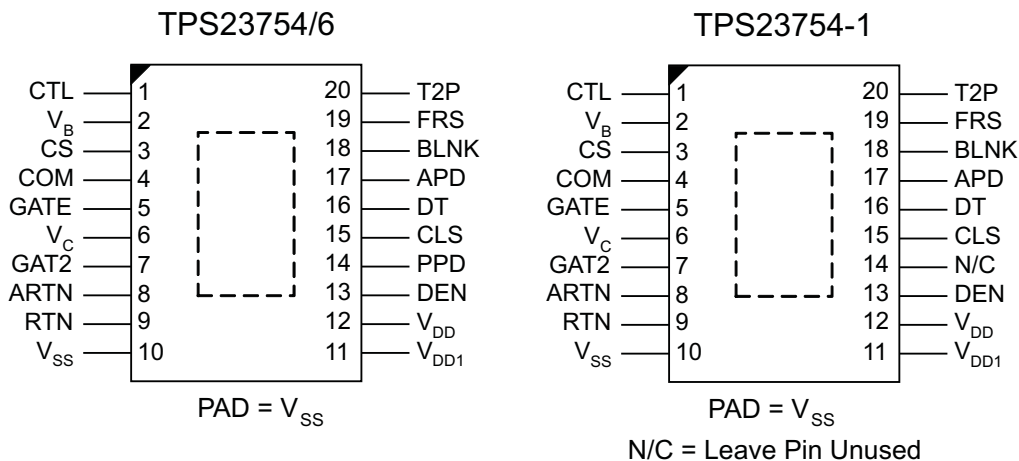 TPS23754/6
CTL 1 20 T2P
V_B 2 19 FRS
CS 3 18 BLNK
COM 4 17 APD
GATE 5 16 DT
V_C 6 15 CLS
GAT2 7 14 PPD
ARTN 8 13 DEN
RTN 9 12 V_DD
V_SS 10 11 V_DD1
PAD = V_SS
TPS23754-1
CTL 1 20 T2P
V_B 2 19 FRS
CS 3 18 BLNK
COM 4 17 APD
GATE 5 16 DT
V_C 6 15 CLS
GAT2 7 14 N/C
ARTN 8 13 DEN
RTN 9 12 V_DD
V_SS 10 11 V_DD1
PAD = V_SS
N/C = Leave Pin Unused